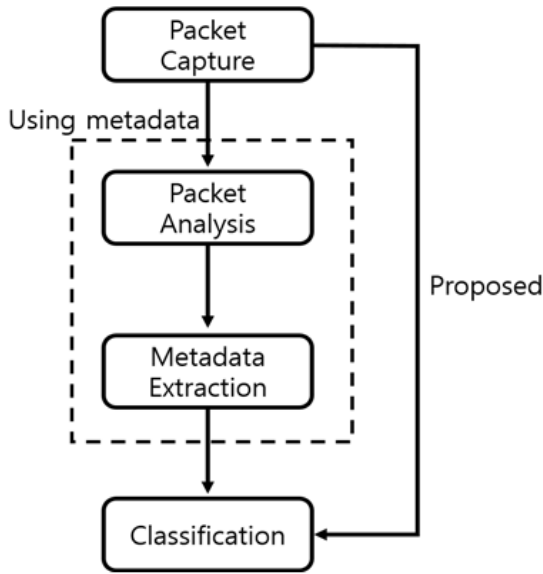 Packet
Capture
Using metadata
Packet
Analysis
Proposed
Metadata
Extraction
Classification